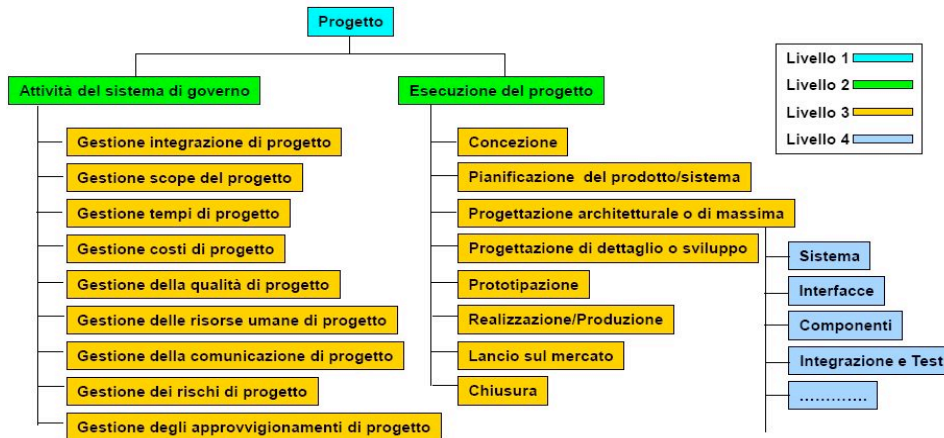 Progetto
Attività del sistema di governo
Gestione integrazione di progetto
Gestione scope del progetto
Gestione tempi di progetto
Gestione costi di progetto
Gestione della qualità di progetto
Gestione delle risorse umane di progetto
Gestione della comunicazione di progetto
Gestione dei rischi di progetto
Gestione degli approvvigionamenti di progetto
Esecuzione del progetto
Concezione
Pianificazione del prodotto/sistema
Progettazione architetturale o di massima
Progettazione di dettaglio o sviluppo
Prototipazione
Realizzazione/Produzione
Lancio sul mercato
Chiusura
Sistema
Interfacce
Componenti
Integrazione e Test
............
Livello 1
Livello 2
Livello 3
Livello 4